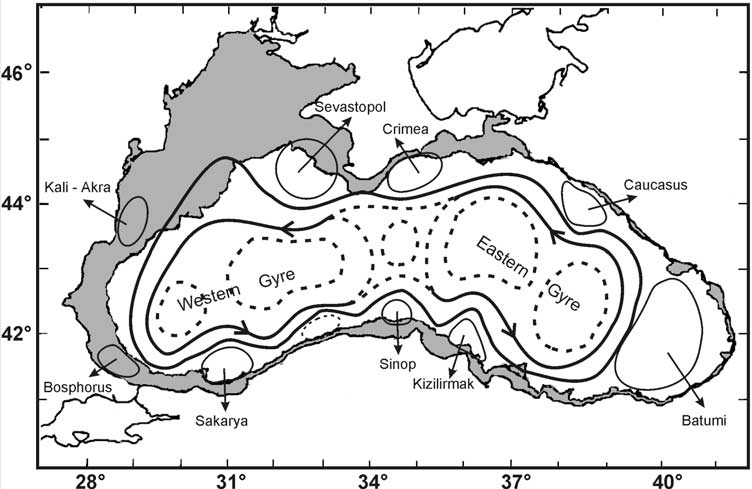 46°
Sevastopol
Crimea
Kali - Akra
Caucasus
44°
Eastern
Gyre
Western
Gyre
42°
Bosphorus
Sinop
Kizilirmak
Sakarya
Batumi
28°
31°
34°
37°
40°